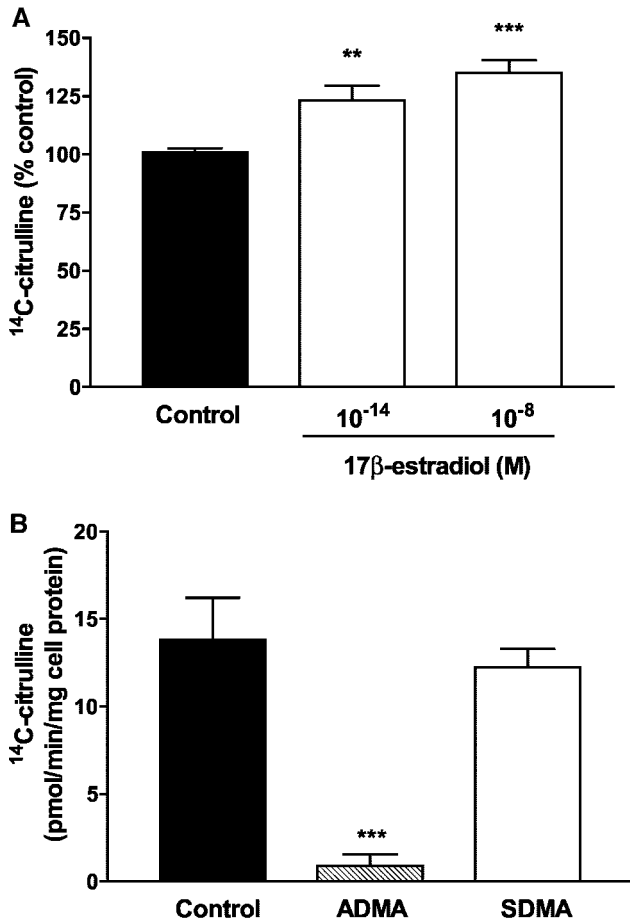 A
150
125
100
75
50
25
0
¹⁴C-citrulline (% control)
**
***
Control
10⁻¹⁴
10⁻⁸
17β-estradiol (M)
B
20
15
10
5
0
¹⁴C-citrulline
(pmol/min/mg cell protein)
***
Control
ADMA
SDMA